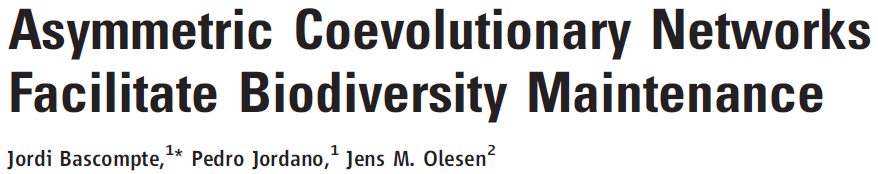 Asymmetric Coevolutionary Networks
Facilitate Biodiversity Maintenance
Jordi Bascompte,1* Pedro Jordano,1 Jens M. Olesen2